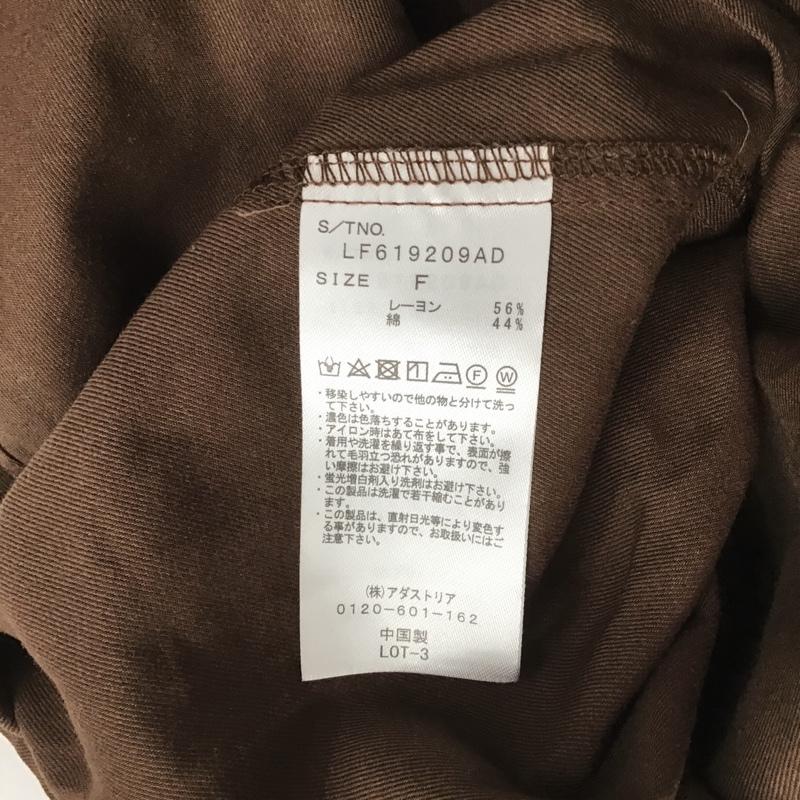 S/TNO.
LF619209AD
SIZE F
レーヨン 56%
綿 44%
F W
・移染しやすいので他の物と分けて洗っ
て下さい。
・濃色は色落ちすることがあります。
・アイロン時はあて布をして下さい。
・着用や洗濯を繰り返す事で、表面が擦
れて毛羽立つ恐れがありますので、強
い摩擦はお避け下さい。
・蛍光増白剤入り洗剤はお避け下さい。
・この製品は洗濯で若干縮むことがあり
ます。
・この製品は、直射日光等により変色す
る事がありますので、お取扱いにはご
注意下さい。
(株)アダストリア
0120-601-162
中国製
LOT-3